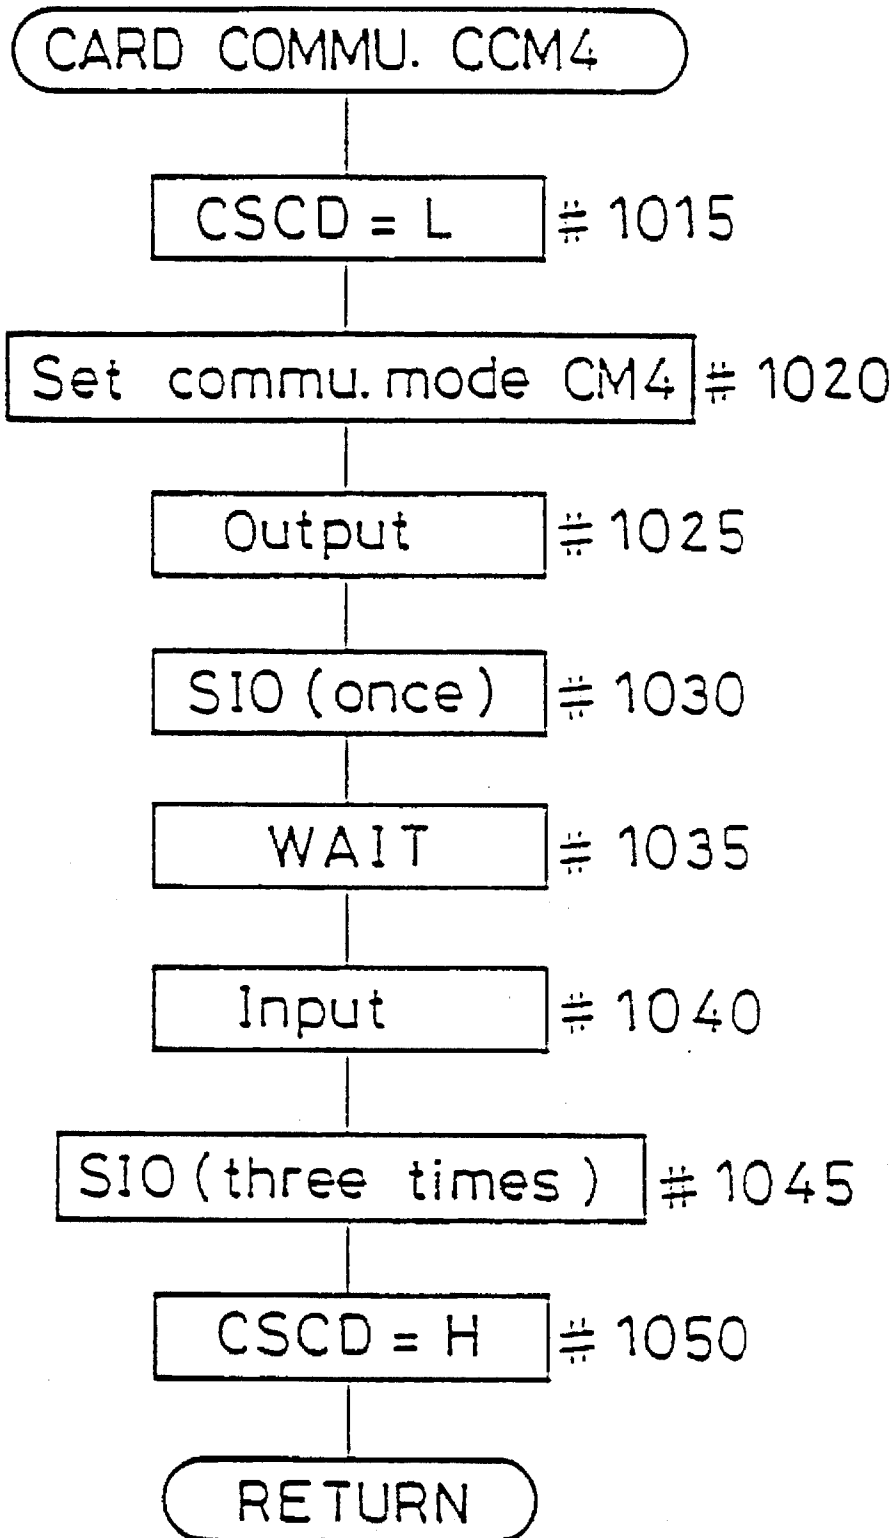 CARD COMMU. CCM4
CSCD = L # 1015
Set commu. mode CM4 # 1020
Output # 1025
SIO (once) # 1030
WAIT # 1035
Input # 1040
SIO (three times) # 1045
CSCD = H # 1050
RETURN